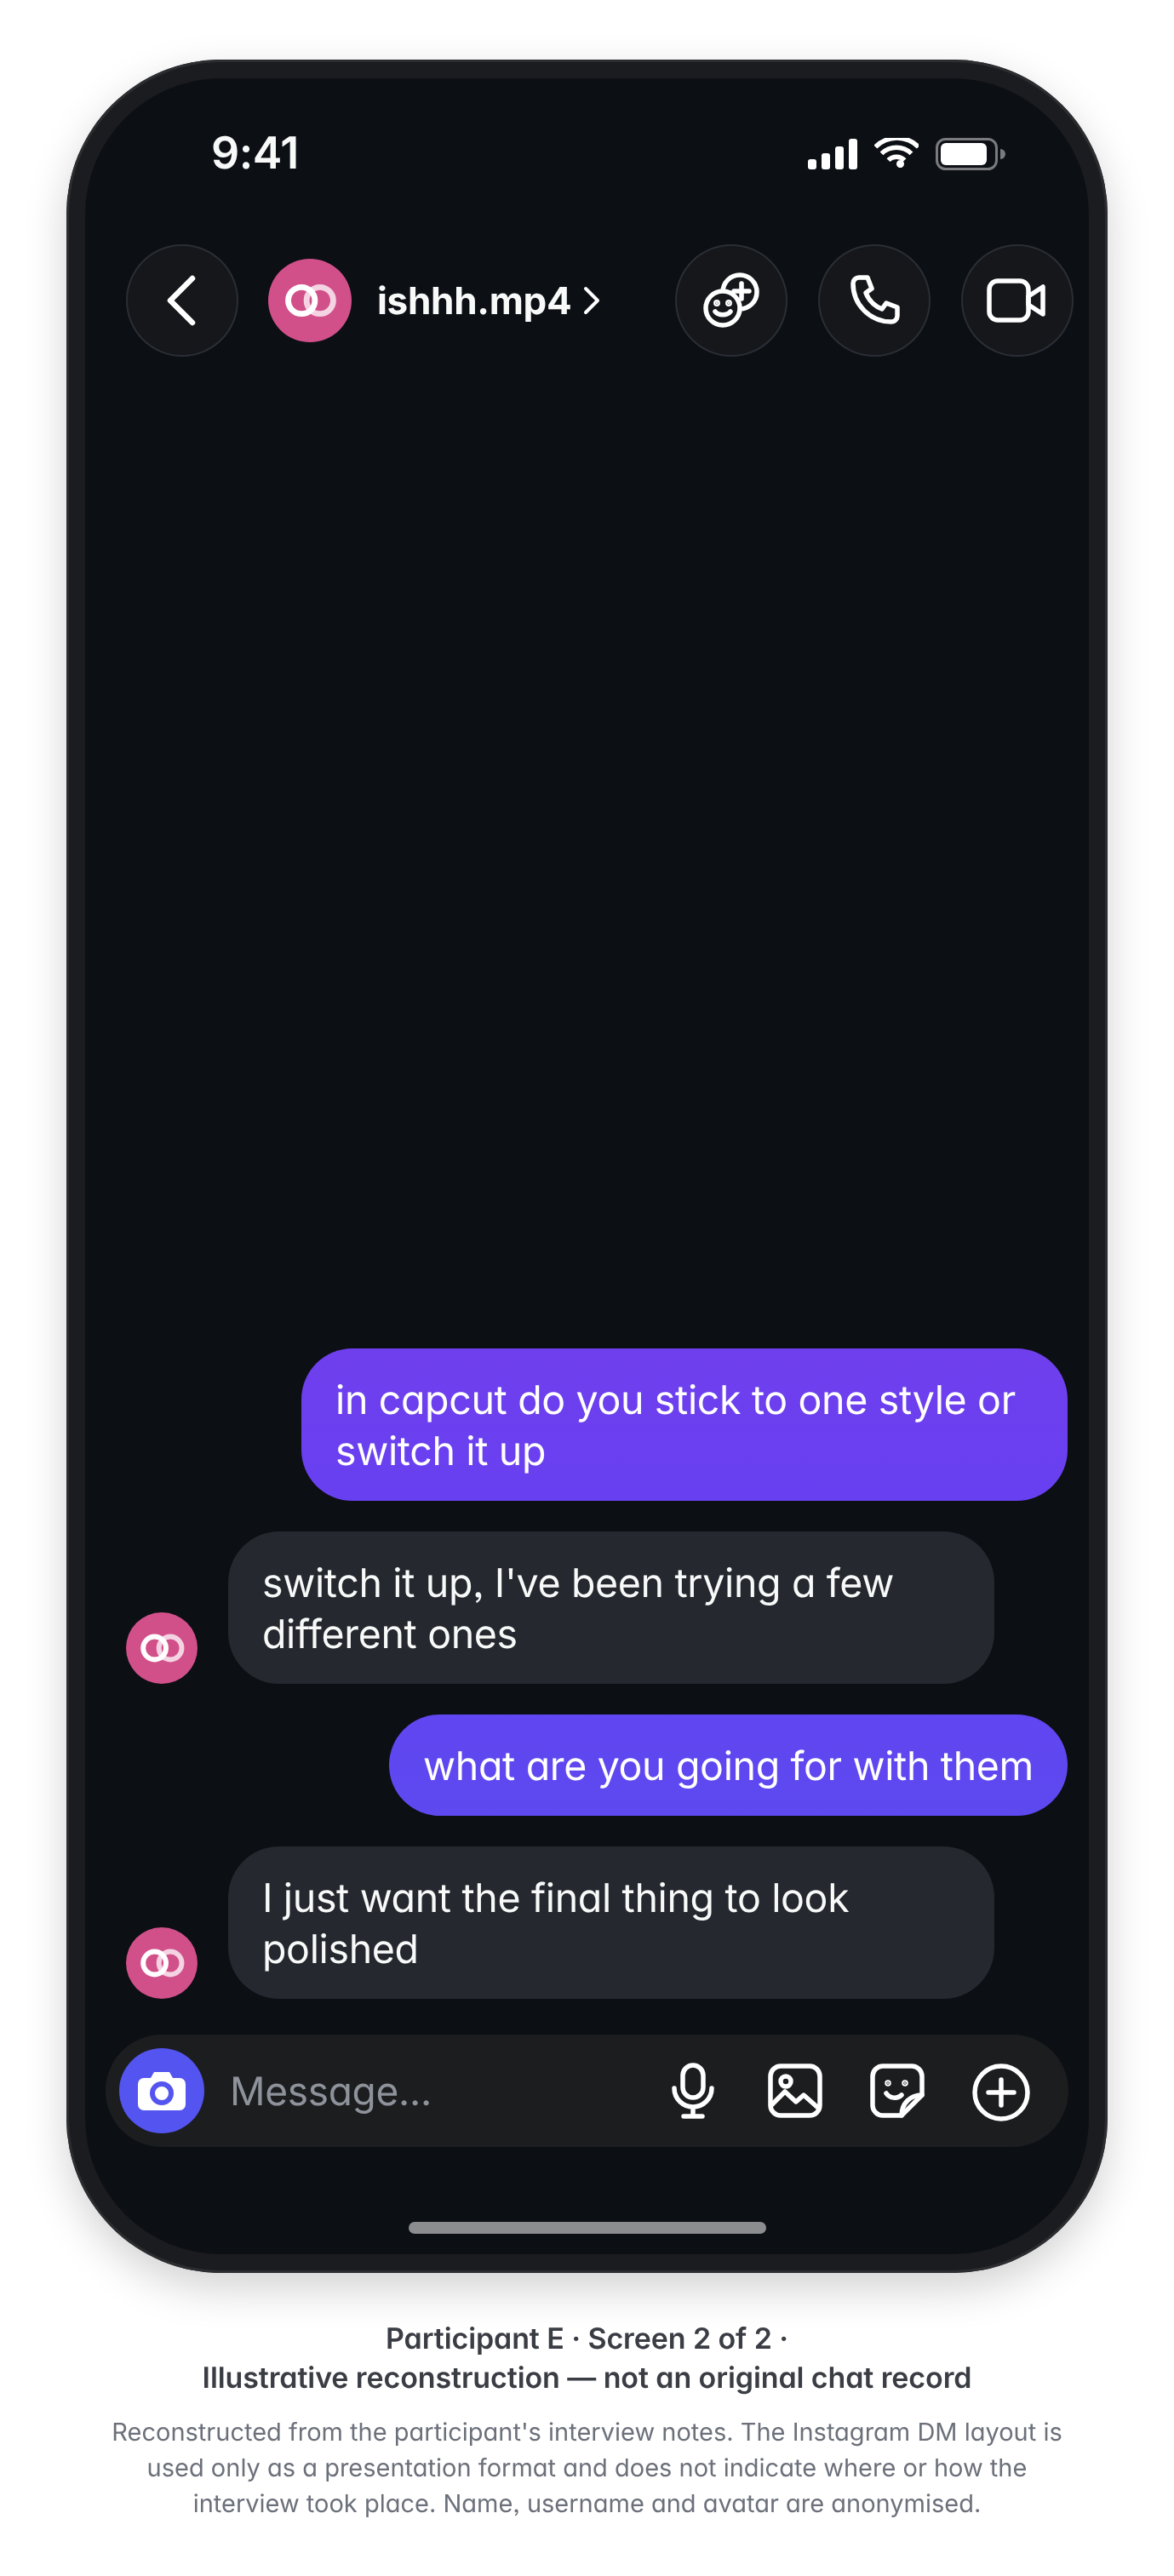 9:41
ishhh.mp4
in capcut do you stick to one style or
switch it up
switch it up, I've been trying a few
different ones
what are you going for with them
I just want the final thing to look
polished
Message...
Participant E · Screen 2 of 2 ·
Illustrative reconstruction — not an original chat record
Reconstructed from the participant's interview notes. The Instagram DM layout is
used only as a presentation format and does not indicate where or how the
interview took place. Name, username and avatar are anonymised.